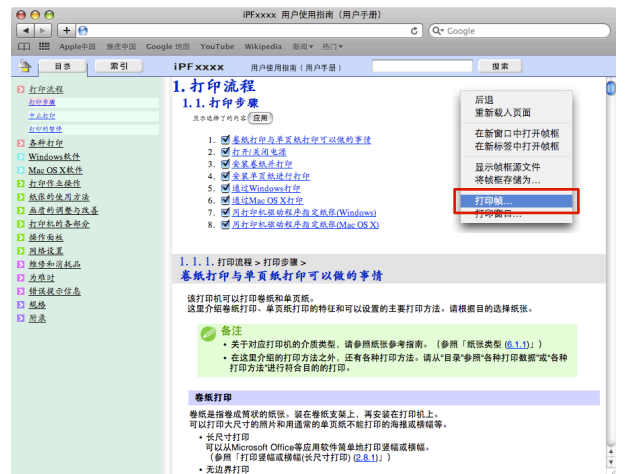 iPFxxxx 用户使用指南（用户手册）
Google
Apple中国 雅虎中国 Google 地图 YouTube Wikipedia 新闻▼ 热门▼
目录 索引 iPFxxxx 用户使用指南（用户手册） 搜索
打印流程
打印步骤
中止打印
打印的暂停
各种打印
Windows软件
Mac OS X软件
打印作业操作
纸张的使用方法
画质的调整与改善
打印机的各部分
操作面板
网络设置
维修和消耗品
为难时
错误提示信息
规格
附录
1. 打印流程
1. 1. 打印步骤
显示选择了的内容 应用
1. 卷纸打印与单页纸打印可以做的事情
2. 打开/关闭电源
3. 安装卷纸并打印
4. 安装单页纸进行打印
5. 通过Windows打印
6. 通过Mac OS X打印
7. 用打印机驱动程序指定纸张(Windows)
8. 用打印机驱动程序指定纸张(Mac OS X)
后退
重新载入页面
在新窗口中打开帧框
在新标签中打开帧框
显示帧框源文件
将帧框存储为...
打印帧...
打印窗口...
1. 1. 1. 打印流程 > 打印步骤 >
卷纸打印与单页纸打印可以做的事情
该打印机可以打印卷纸和单页纸。
这里介绍卷纸打印、单页纸打印的特征和可以设置的主要打印方法。请根据目的选择纸张。
备注
• 关于对应打印机的介质类型，请参照纸张参考指南。（参照「纸张类型 (6.1.1)」）
• 在这里介绍的打印方法之外，还有各种打印方法。请从“目录”参照“各种打印数据”或“各种
打印方法”进行符合目的的打印。
卷纸打印
卷纸是指卷成筒状的纸张。装在卷纸支架上，再安装在打印机上。
可以打印大尺寸的照片和用通常的单页纸不能打印的海报或横幅等。
• 长尺寸打印
可以从Microsoft Office等应用软件简单地打印竖幅或横幅。
（参照「打印竖幅或横幅(长尺寸打印) (2.8.1)」）
• 无边界打印